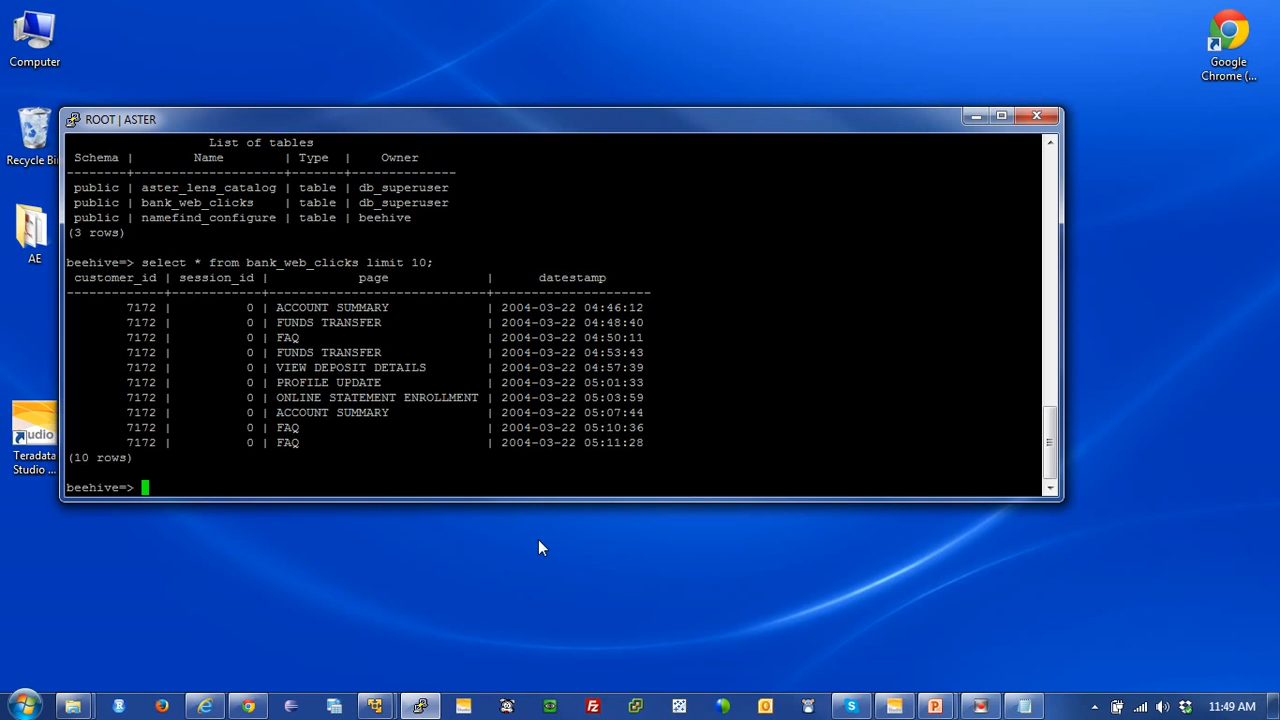 Computer
Google
Chrome (...
Recycle Bin
AE
Teradata
Studio ...
udio
ROOT | ASTER
List of tables
Schema | Name | Type | Owner
--------+--------------------+-------+--------------
public | aster_lens_catalog | table | db_superuser
public | bank_web_clicks | table | db_superuser
public | namefind_configure | table | beehive
(3 rows)
beehive=> select * from bank_web_clicks limit 10;
customer_id | session_id | page | datestamp
-------------+------------+-----------------------------+---------------------
7172 | 0 | ACCOUNT SUMMARY | 2004-03-22 04:46:12
7172 | 0 | FUNDS TRANSFER | 2004-03-22 04:48:40
7172 | 0 | FAQ | 2004-03-22 04:50:11
7172 | 0 | FUNDS TRANSFER | 2004-03-22 04:53:43
7172 | 0 | VIEW DEPOSIT DETAILS | 2004-03-22 04:57:39
7172 | 0 | PROFILE UPDATE | 2004-03-22 05:01:33
7172 | 0 | ONLINE STATEMENT ENROLLMENT | 2004-03-22 05:03:59
7172 | 0 | ACCOUNT SUMMARY | 2004-03-22 05:07:44
7172 | 0 | FAQ | 2004-03-22 05:10:36
7172 | 0 | FAQ | 2004-03-22 05:11:28
(10 rows)
beehive=>
11:49 AM